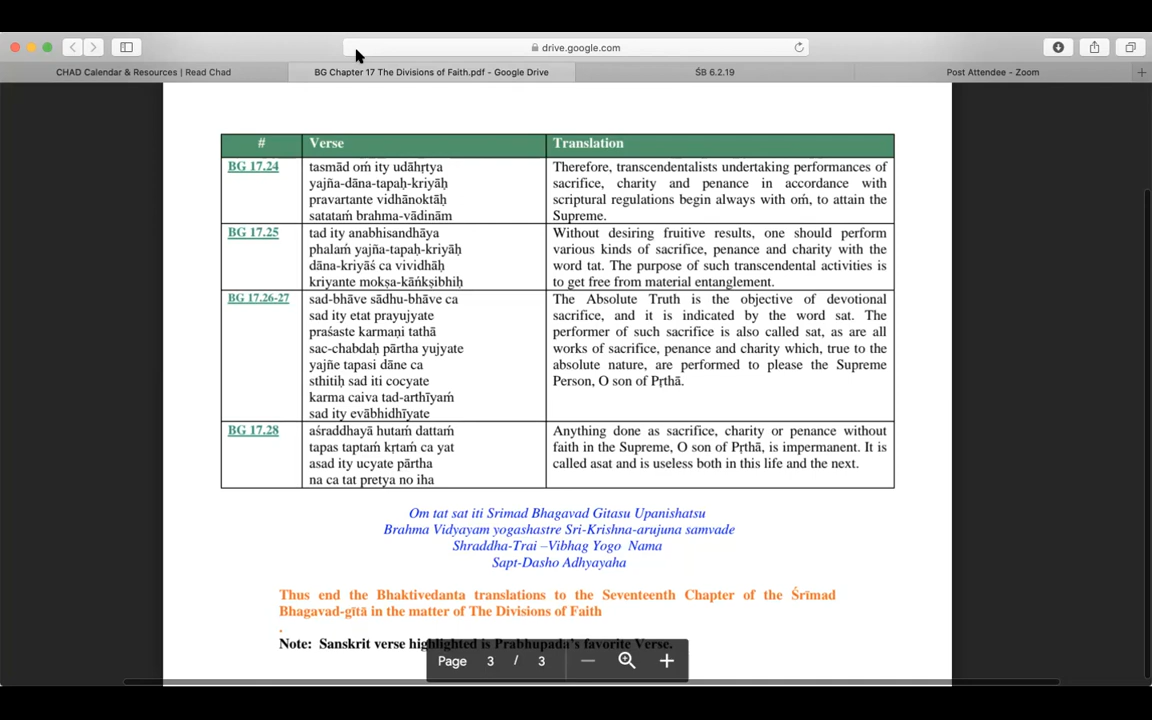 drive.google.com
CHAD Calendar & Resources | Read Chad
BG Chapter 17 The Divisions of Faith.pdf - Google Drive
ŚB 6.2.19
Post Attendee - Zoom
# Verse Translation
BG 17.24
tasmād oṁ ity udāhṛtya
yajña-dāna-tapaḥ-kriyāḥ
pravartante vidhānoktāḥ
satataṁ brahma-vādinām
Therefore, transcendentalists undertaking performances of
sacrifice, charity and penance in accordance with
scriptural regulations begin always with oṁ, to attain the
Supreme.
BG 17.25
tad ity anabhisandhāya
phalaṁ yajña-tapaḥ-kriyāḥ
dāna-kriyāś ca vividhāḥ
kriyante mokṣa-kāṅkṣibhiḥ
Without desiring fruitive results, one should perform
various kinds of sacrifice, penance and charity with the
word tat. The purpose of such transcendental activities is
to get free from material entanglement.
BG 17.26-27
sad-bhāve sādhu-bhāve ca
sad ity etat prayujyate
praśaste karmaṇi tathā
sac-chabdaḥ pārtha yujyate
yajñe tapasi dāne ca
sthitiḥ sad iti cocyate
karma caiva tad-arthīyaṁ
sad ity evābhidhīyate
The Absolute Truth is the objective of devotional
sacrifice, and it is indicated by the word sat. The
performer of such sacrifice is also called sat, as are all
works of sacrifice, penance and charity which, true to the
absolute nature, are performed to please the Supreme
Person, O son of Pṛthā.
BG 17.28
aśraddhayā hutaṁ dattaṁ
tapas taptaṁ kṛtaṁ ca yat
asad ity ucyate pārtha
na ca tat pretya no iha
Anything done as sacrifice, charity or penance without
faith in the Supreme, O son of Pṛthā, is impermanent. It is
called asat and is useless both in this life and the next.
Om tat sat iti Srimad Bhagavad Gitasu Upanishatsu
Brahma Vidyayam yogashastre Sri-Krishna-arujuna samvade
Shraddha-Trai –Vibhag Yogo Nama
Sapt-Dasho Adhyayaha
Thus end the Bhaktivedanta translations to the Seventeenth Chapter of the Śrīmad
Bhagavad-gītā in the matter of The Divisions of Faith
.
Note: Sanskrit verse highlighted is Prabhupada's favorite Verse.
Page 3 / 3